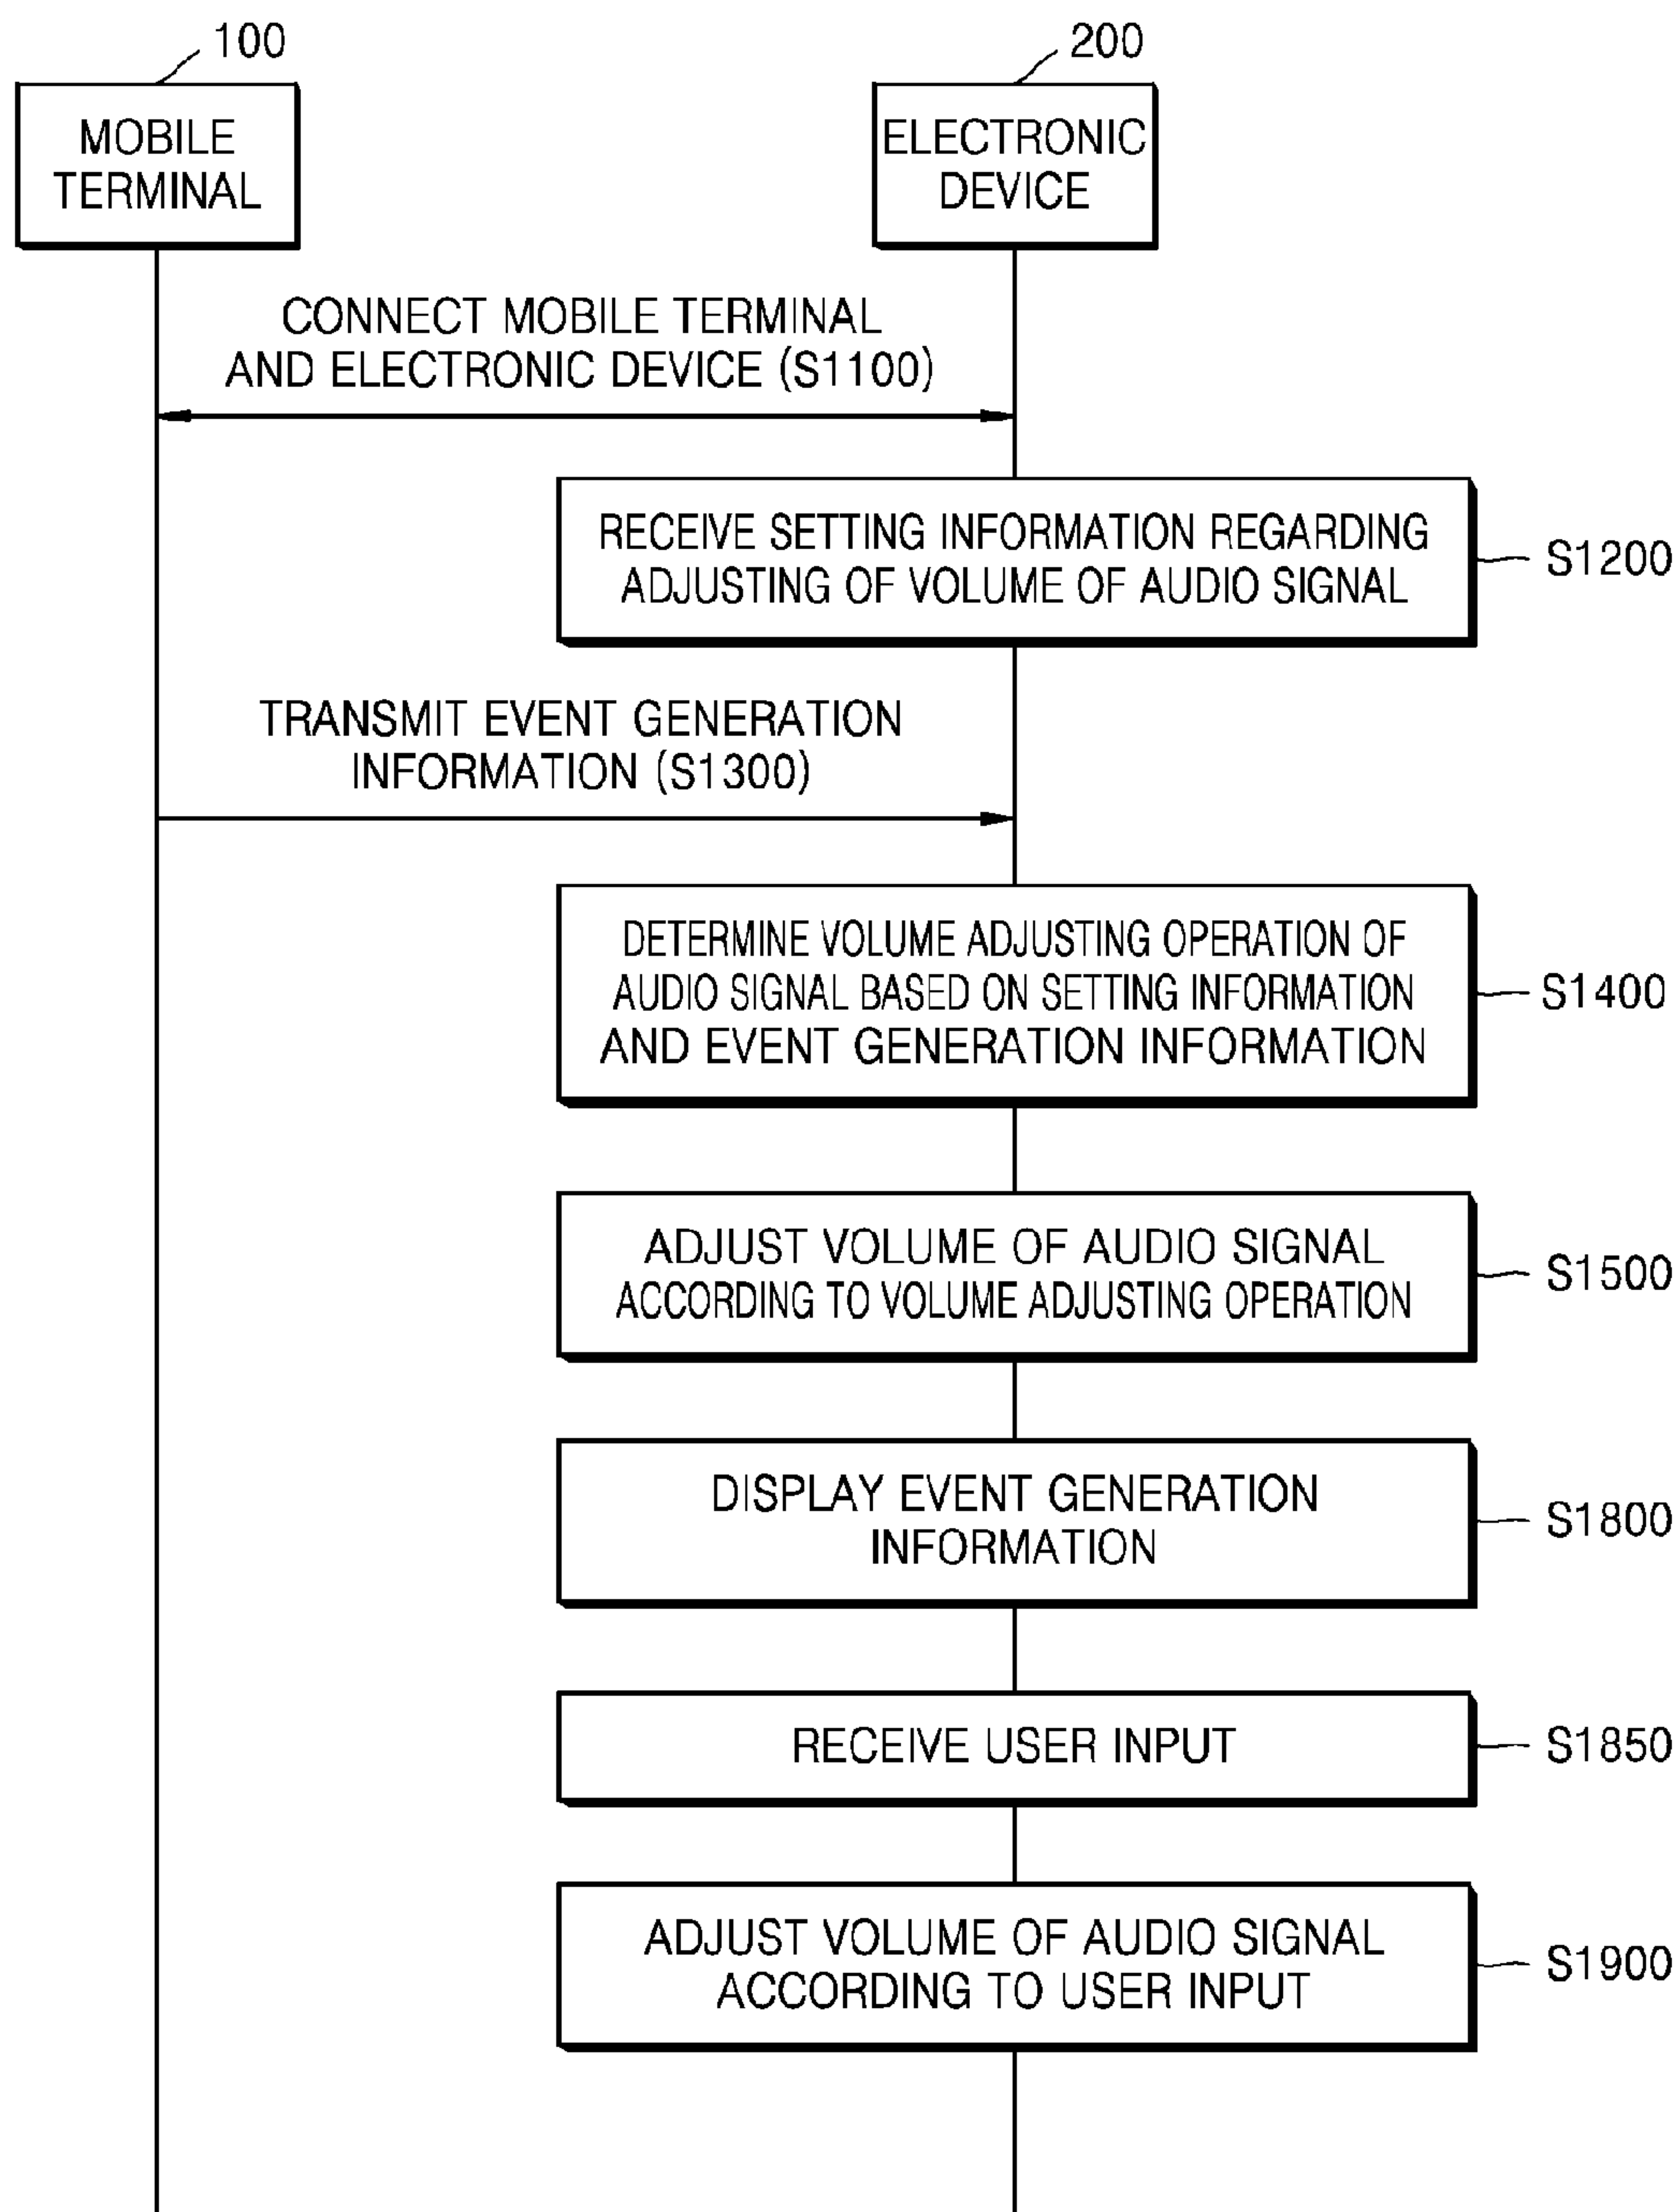 100
200
MOBILE
TERMINAL
ELECTRONIC
DEVICE
CONNECT MOBILE TERMINAL
AND ELECTRONIC DEVICE (S1100)
RECEIVE SETTING INFORMATION REGARDING
ADJUSTING OF VOLUME OF AUDIO SIGNAL
S1200
TRANSMIT EVENT GENERATION
INFORMATION (S1300)
DETERMINE VOLUME ADJUSTING OPERATION OF
AUDIO SIGNAL BASED ON SETTING INFORMATION
AND EVENT GENERATION INFORMATION
S1400
ADJUST VOLUME OF AUDIO SIGNAL
ACCORDING TO VOLUME ADJUSTING OPERATION
S1500
DISPLAY EVENT GENERATION
INFORMATION
S1800
RECEIVE USER INPUT
S1850
ADJUST VOLUME OF AUDIO SIGNAL
ACCORDING TO USER INPUT
S1900